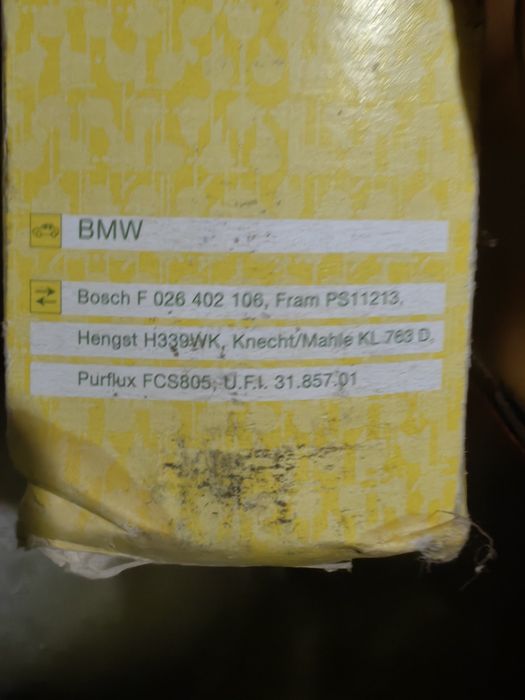 BMW
Bosch F 026 402 106, Fram PS11213,
Hengst H339WK, Knecht/Mahle KL 763 D,
Purflux FCS805, U.F.I. 31.857.01